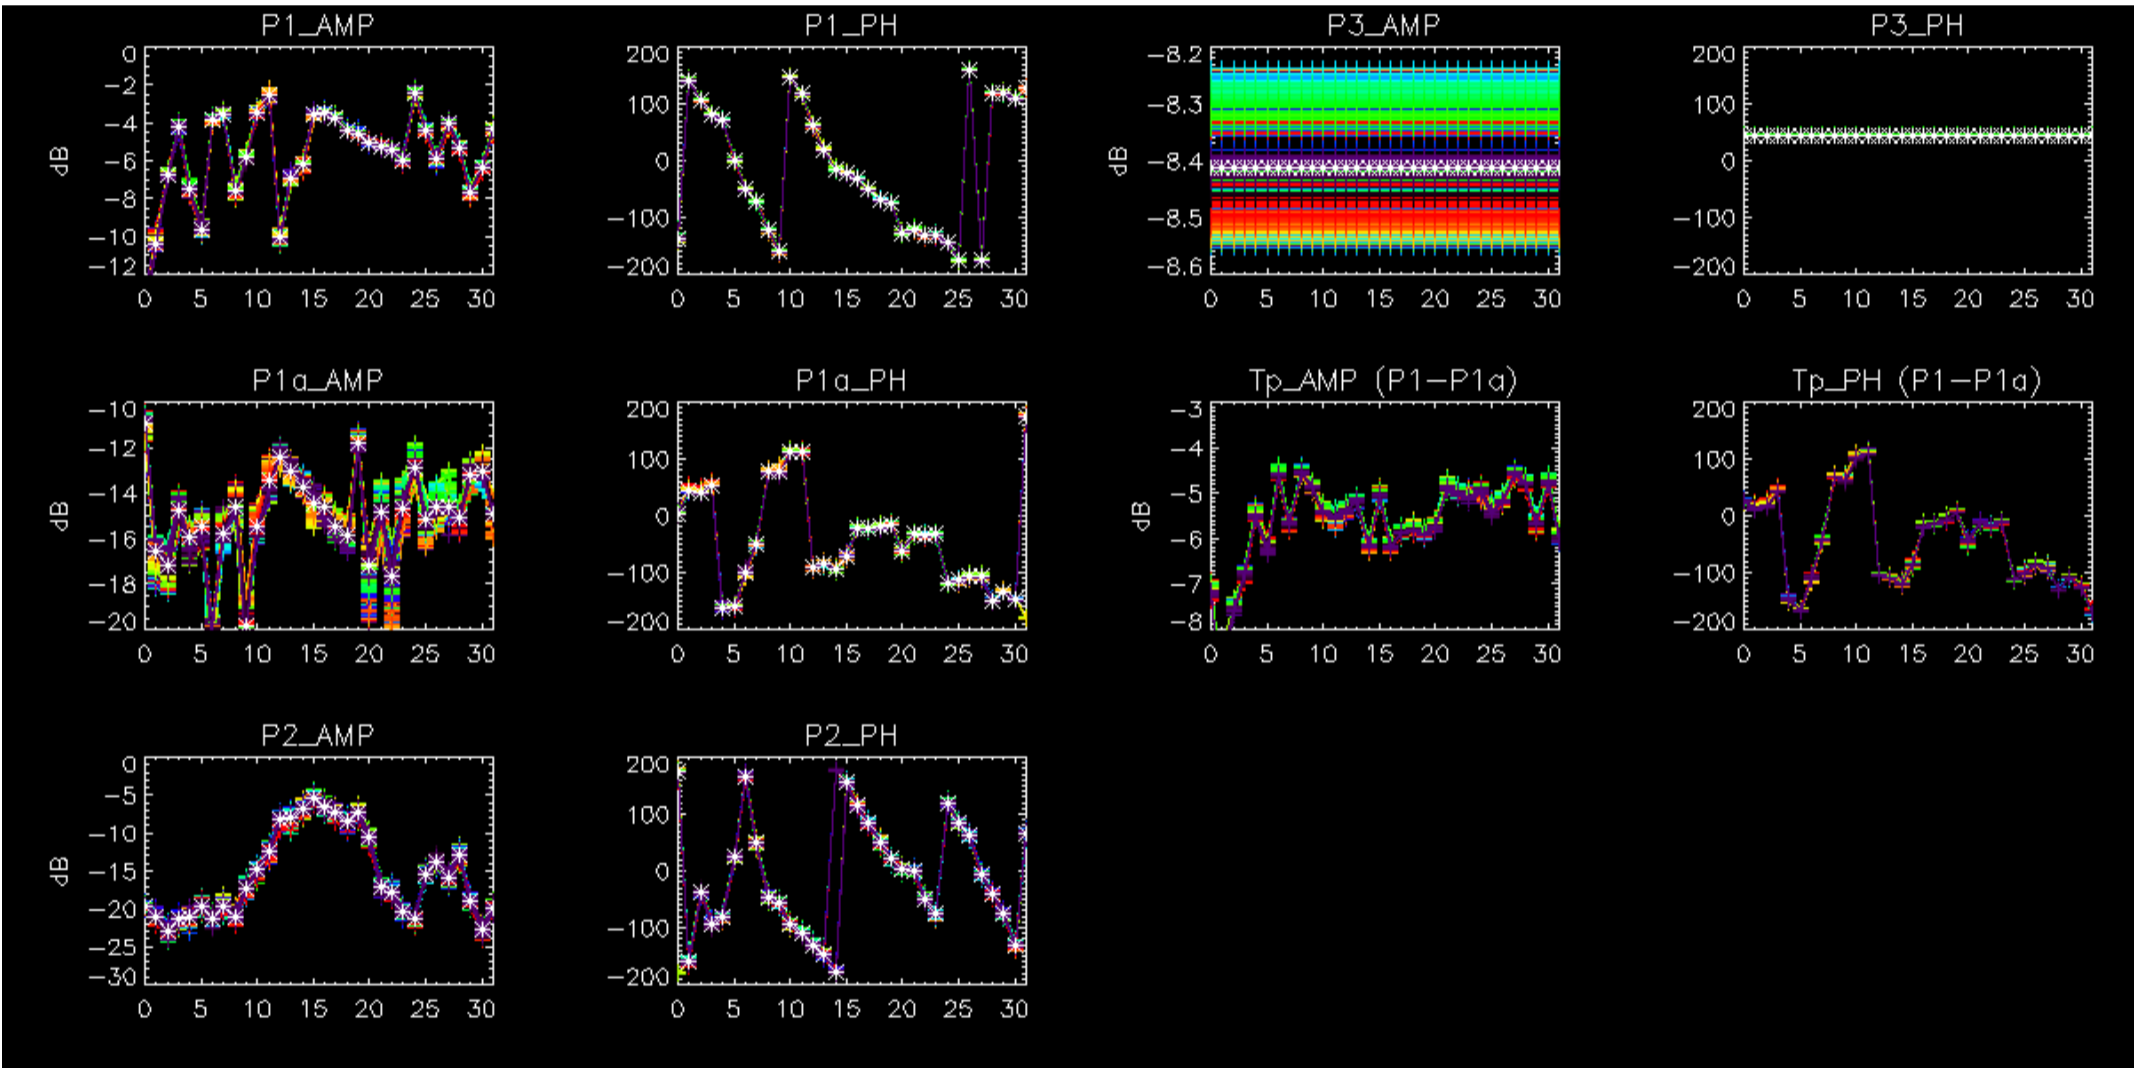 P1_AMP P1_PH P3_AMP P3_PH
0 200 -8.2 200
-2
100 -8.3 100
-4
dB -6 0 dB -8.4 0
-8
-100 -8.5 -100
-10
-12 -200 -8.6 -200
0 5 10 15 20 25 30 0 5 10 15 20 25 30 0 5 10 15 20 25 30 0 5 10 15 20 25 30
P1a_AMP P1a_PH Tp_AMP (P1-P1a) Tp_PH (P1-P1a)
-10 200 -3 200
-12 100 -4 100
-14
dB 0 dB -5 0
-16 -6
-18 -100 -7 -100
-20 -200 -8 -200
0 5 10 15 20 25 30 0 5 10 15 20 25 30 0 5 10 15 20 25 30 0 5 10 15 20 25 30
P2_AMP P2_PH
0 200
-5
100
-10
dB -15 0
-20
-100
-25
-30 -200
0 5 10 15 20 25 30 0 5 10 15 20 25 30